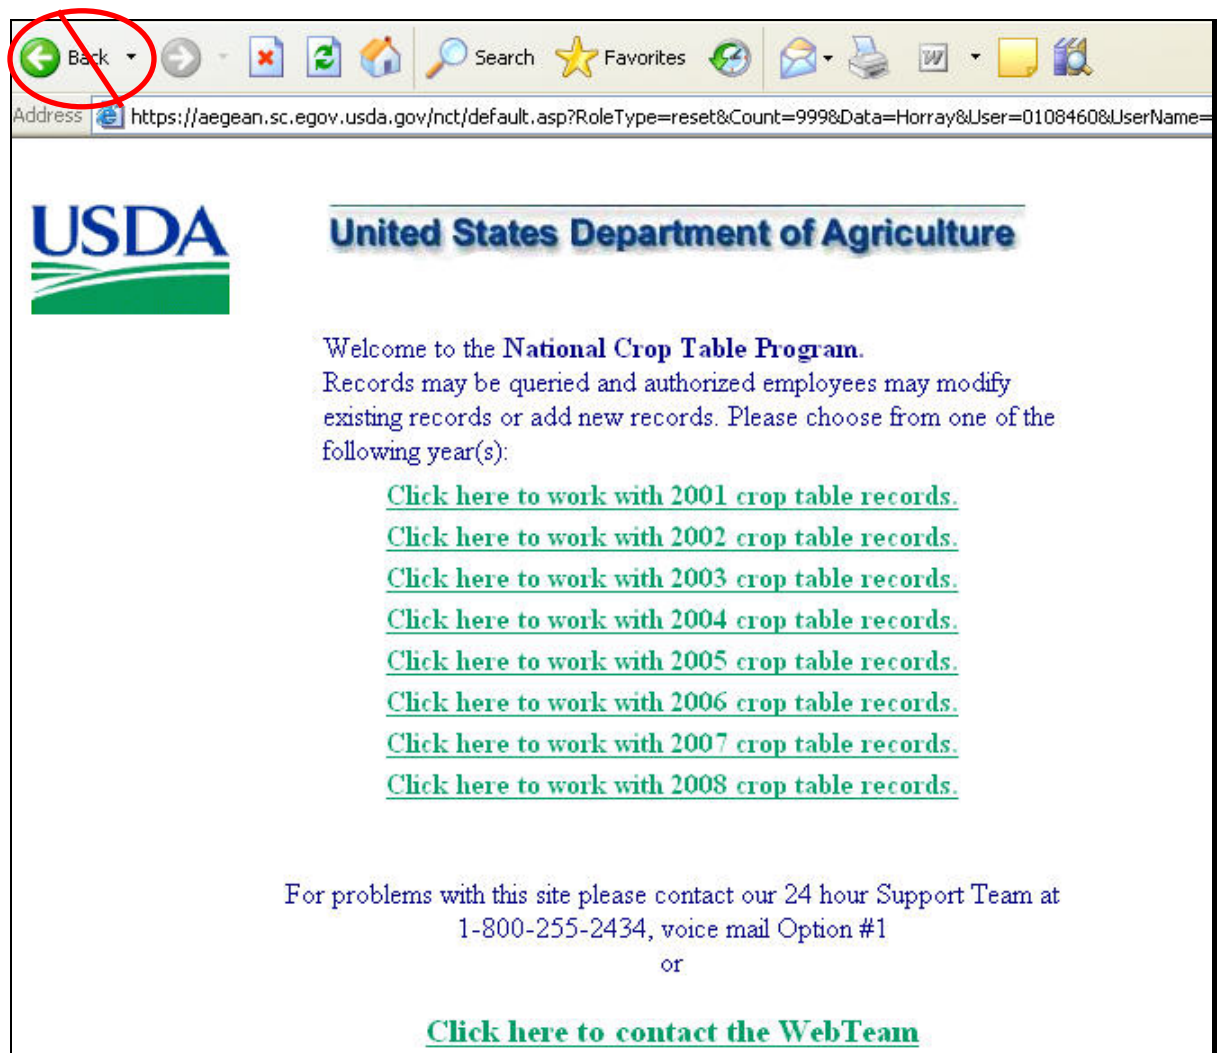 Back Search Favorites W
Address https://aegean.sc.egov.usda.gov/nct/default.asp?RoleType=reset&Count=999&Data=Horray&User=0108460&UserName=
USDA
United States Department of Agriculture
Welcome to the National Crop Table Program.
Records may be queried and authorized employees may modify
existing records or add new records. Please choose from one of the
following year(s):
Click here to work with 2001 crop table records.
Click here to work with 2002 crop table records.
Click here to work with 2003 crop table records.
Click here to work with 2004 crop table records.
Click here to work with 2005 crop table records.
Click here to work with 2006 crop table records.
Click here to work with 2007 crop table records.
Click here to work with 2008 crop table records.
For problems with this site please contact our 24 hour Support Team at
1-800-255-2434, voice mail Option #1
or
Click here to contact the WebTeam